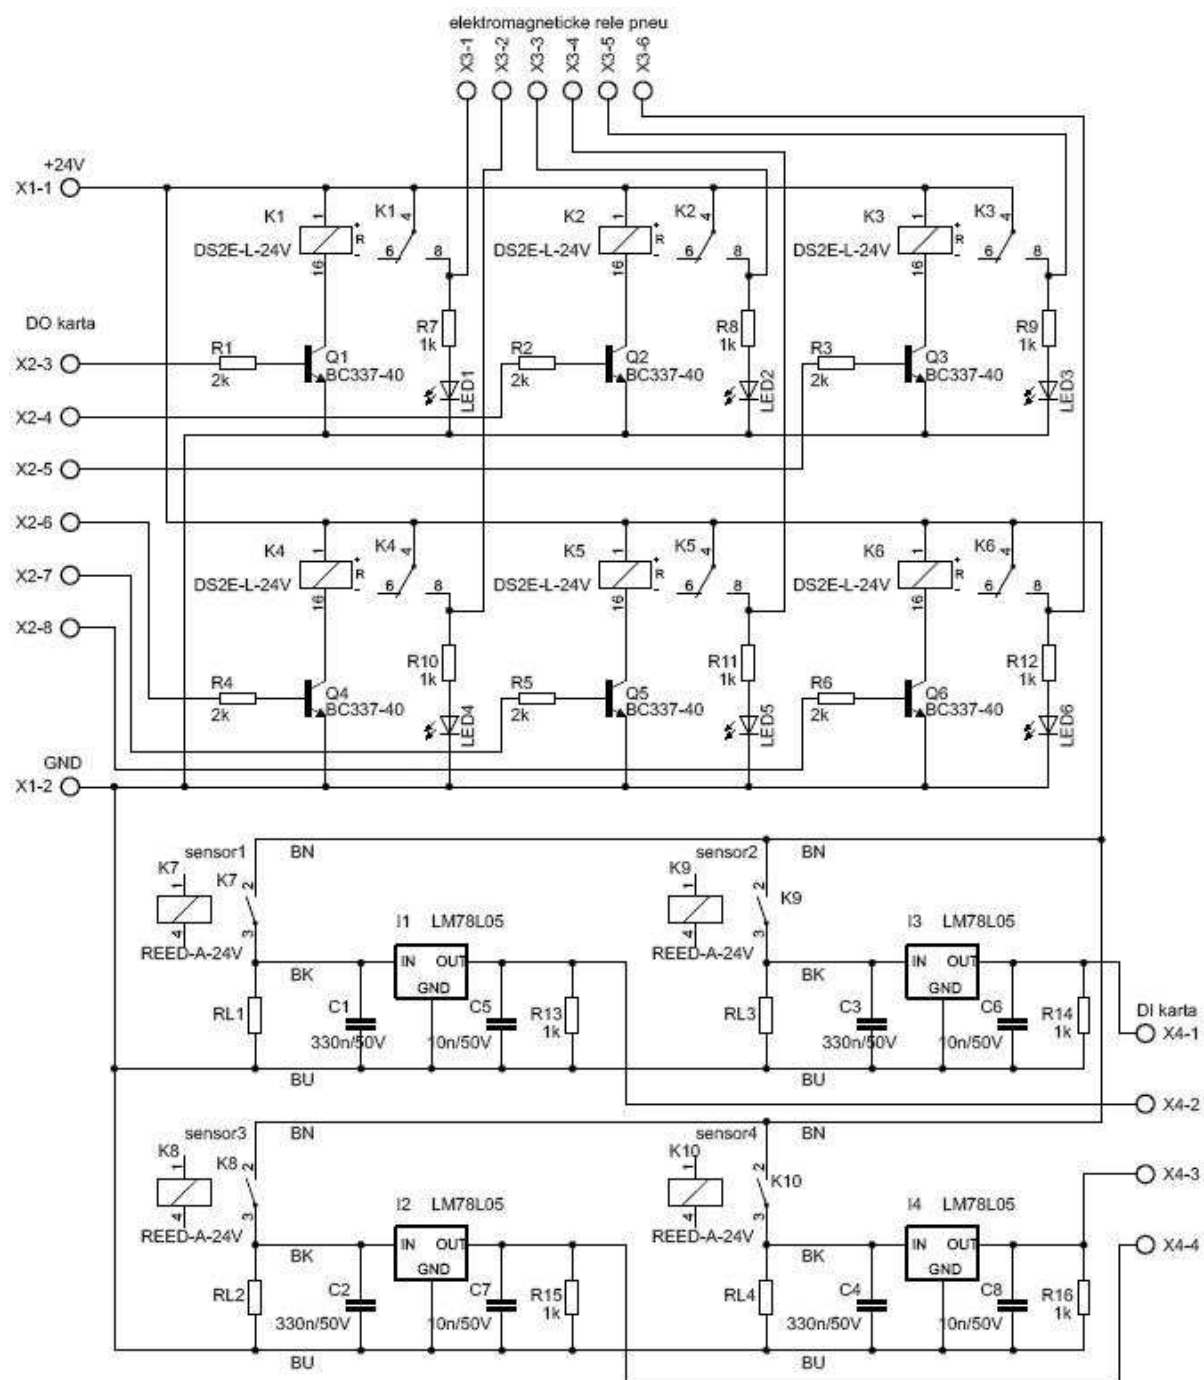 elektromagneticke rele pneu
X3-1
X3-2
X3-3
X3-4
X3-5
X3-6
+24V
X1-1
K1
1
+
R
-
16
DS2E-L-24V
K1
4
6
8
K2
1
+
R
-
16
DS2E-L-24V
K2
4
6
8
K3
1
+
R
-
16
DS2E-L-24V
K3
4
6
8
DO karta
X2-3
R1
2k
Q1
BC337-40
R7
1k
LED1
R2
2k
Q2
BC337-40
R8
1k
LED2
R3
2k
Q3
BC337-40
R9
1k
LED3
X2-4
X2-5
X2-6
X2-7
X2-8
K4
1
+
R
-
16
DS2E-L-24V
K4
4
6
8
K5
1
+
R
-
16
DS2E-L-24V
K5
4
6
8
K6
1
+
R
-
16
DS2E-L-24V
K6
4
6
8
R4
2k
Q4
BC337-40
R10
1k
LED4
R5
2k
Q5
BC337-40
R11
1k
LED5
R6
2k
Q6
BC337-40
R12
1k
LED6
GND
X1-2
sensor1
BN
K7
1
4
REED-A-24V
K7
2
3
I1
LM78L05
IN
OUT
GND
BK
RL1
C1
330n/50V
C5
10n/50V
R13
1k
BU
sensor2
BN
K9
1
4
REED-A-24V
K9
2
3
I3
LM78L05
IN
OUT
GND
BK
RL3
C3
330n/50V
C6
10n/50V
R14
1k
BU
DI karta
X4-1
X4-2
sensor3
BN
K8
1
4
REED-A-24V
K8
2
3
I2
LM78L05
IN
OUT
GND
BK
RL2
C2
330n/50V
C7
10n/50V
R15
1k
BU
sensor4
BN
K10
1
4
REED-A-24V
K10
2
3
I4
LM78L05
IN
OUT
GND
BK
RL4
C4
330n/50V
C8
10n/50V
R16
1k
BU
X4-3
X4-4